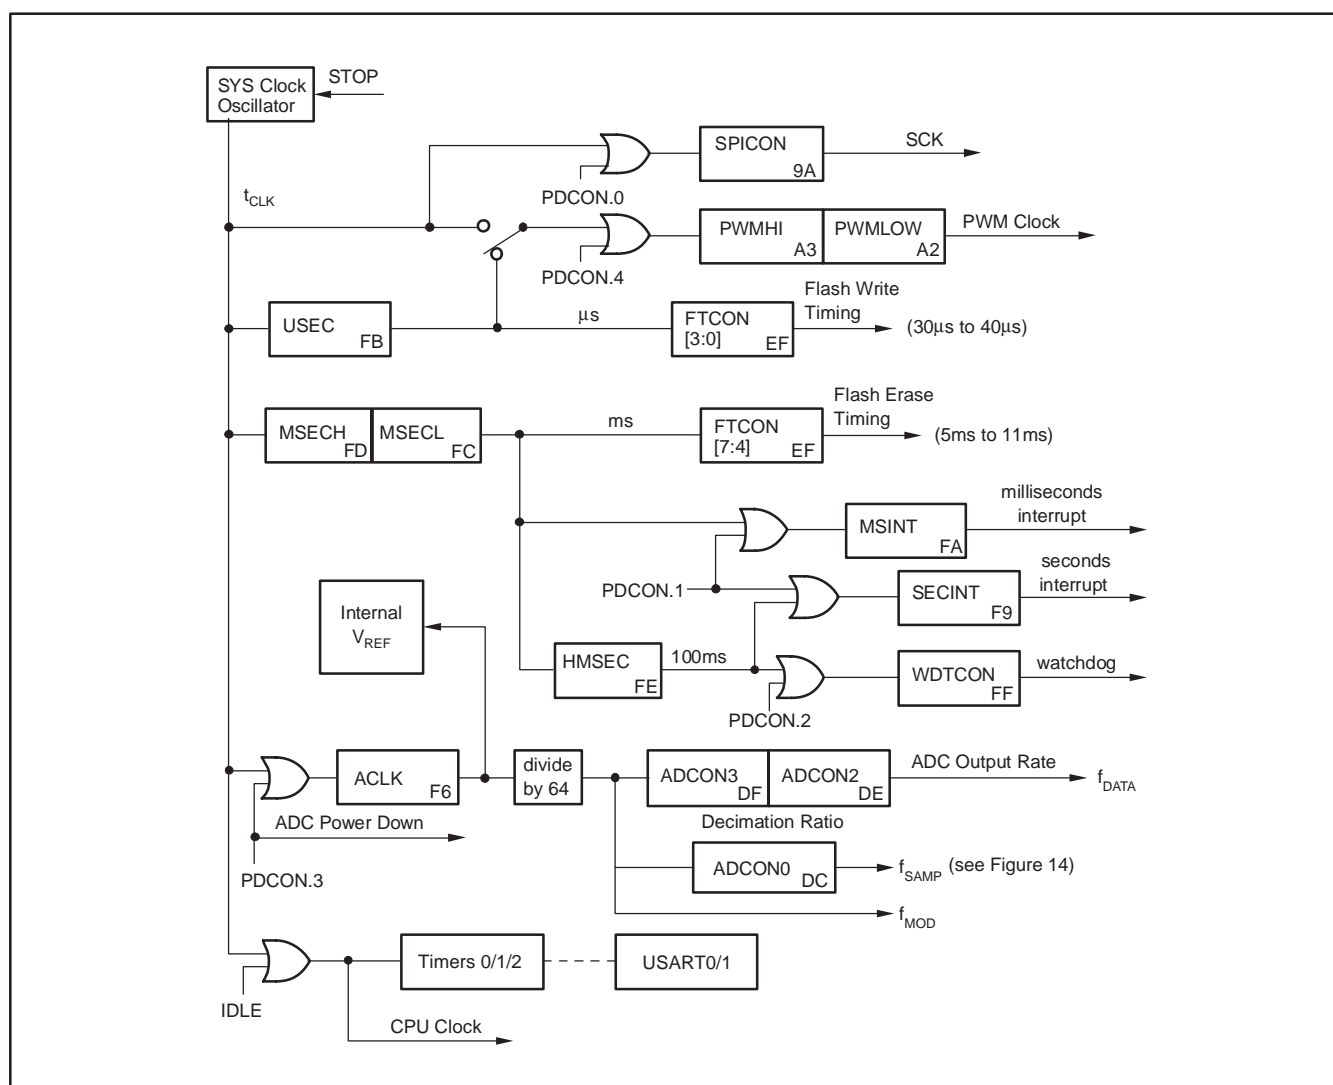 SYS Clock
Oscillator
STOP
t_CLK
PDCON.0
SPICON
9A
SCK
PDCON.4
PWMHI
A3
PWMLOW
A2
PWM Clock
USEC
FB
μs
FTCON
[3:0]
EF
Flash Write
Timing
(30μs to 40μs)
MSECH
FD
MSECL
FC
ms
FTCON
[7:4]
EF
Flash Erase
Timing
(5ms to 11ms)
MSINT
FA
milliseconds
interrupt
PDCON.1
SECINT
F9
seconds
interrupt
Internal
V_REF
HMSEC
FE
100ms
PDCON.2
WDTCON
FF
watchdog
ACLK
F6
divide
by 64
ADCON3
DF
ADCON2
DE
ADC Output Rate
f_DATA
ADC Power Down
Decimation Ratio
PDCON.3
ADCON0
DC
f_SAMP (see Figure 14)
f_MOD
Timers 0/1/2
USART0/1
IDLE
CPU Clock